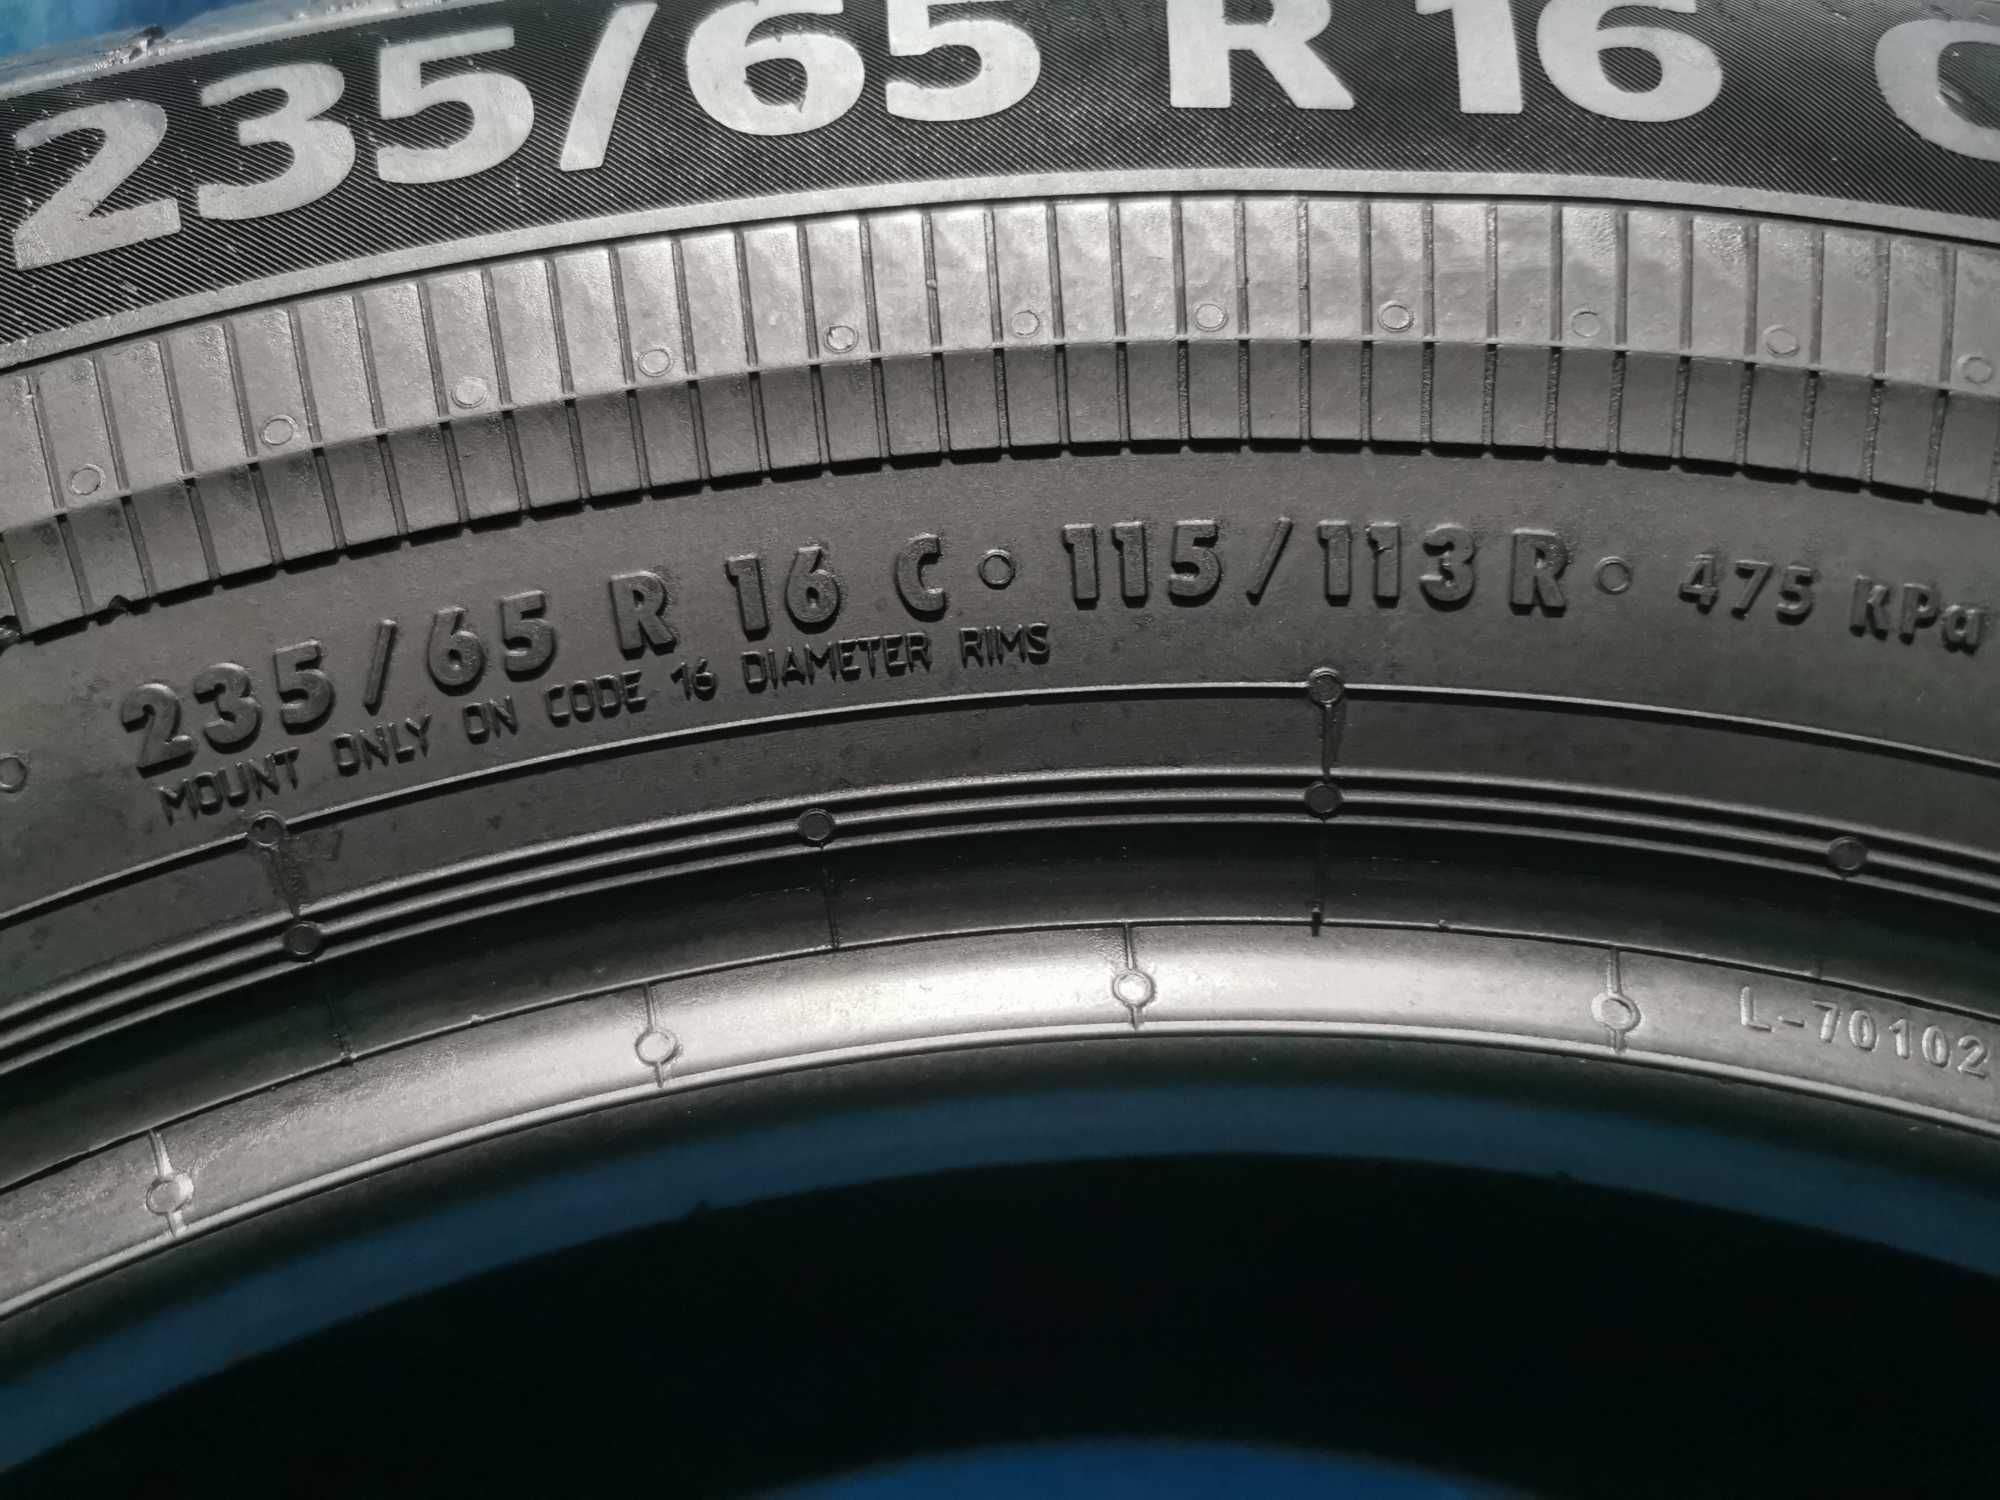 235/65 R 16 C
235/65 R 16 C 115/113 R 475 KPa
MOUNT ONLY ON CODE 16 DIAMETER RIMS
L-70102